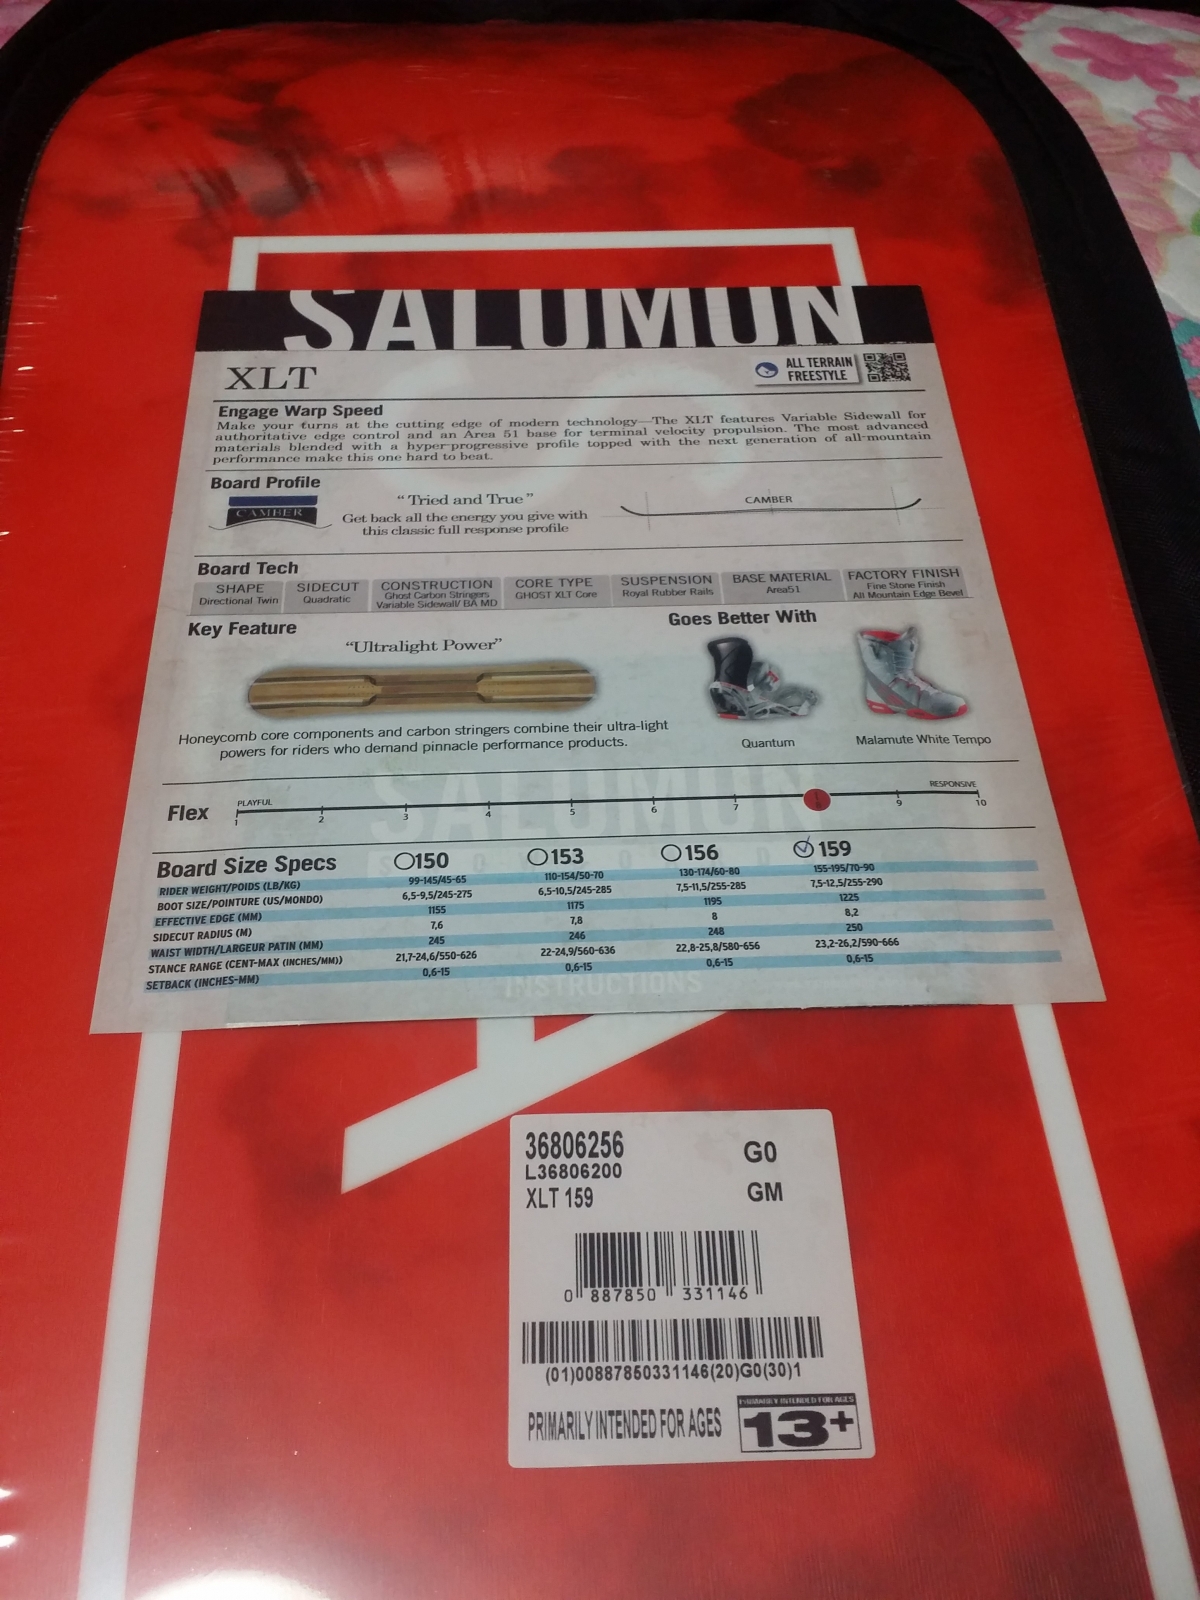 SALOMON
XLT
ALL TERRAIN
FREESTYLE
Engage Warp Speed
Make your turns at the cutting edge of modern technology—The XLT features Variable Sidewall for
authoritative edge control and an Area 51 base for terminal velocity propulsion. The most advanced
materials blended with a hyper-progressive profile topped with the next generation of all-mountain
performance make this one hard to beat.
Board Profile
CAMBER
"Tried and True"
Get back all the energy you give with
this classic full response profile
CAMBER
Board Tech
SHAPE
Directional Twin
SIDECUT
Quadratic
CONSTRUCTION
Ghost Carbon Stringers
Variable Sidewall/ BA MD
CORE TYPE
GHOST XLT Core
SUSPENSION
Royal Rubber Rails
BASE MATERIAL
Area51
FACTORY FINISH
Fine Stone Finish
All Mountain Edge Bevel
Key Feature
"Ultralight Power"
Honeycomb core components and carbon stringers combine their ultra-light
powers for riders who demand pinnacle performance products.
Goes Better With
Quantum
Malamute White Tempo
Flex
PLAYFUL
RESPONSIVE
1 2 3 4 5 6 7 8 9 10
Board Size Specs 150 153 156 159
RIDER WEIGHT/POIDS (LB/KG) 99-145/45-65 110-154/50-70 130-174/60-80 155-195/70-90
BOOT SIZE/POINTURE (US/MONDO) 6,5-9,5/245-275 6,5-10,5/245-285 7,5-11,5/255-285 7,5-12,5/255-290
EFFECTIVE EDGE (MM) 1155 1175 1195 1225
SIDECUT RADIUS (M) 7,6 7,8 8 8,2
WAIST WIDTH/LARGEUR PATIN (MM) 245 246 248 250
STANCE RANGE (CENT-MAX (INCHES/MM)) 21,7-24,6/550-626 22-24,9/560-636 22,8-25,8/580-656 23,2-26,2/590-666
SETBACK (INCHES-MM) 0,6-15 0,6-15 0,6-15 0,6-15
SALOMON
INSTRUCTIONS
36806256 G0
L36806200
XLT 159 GM
0 887850 331146
(01)00887850331146(20)G0(30)1
PRIMARILY INTENDED FOR AGES
PRIMARILY INTENDED FOR AGES
13+